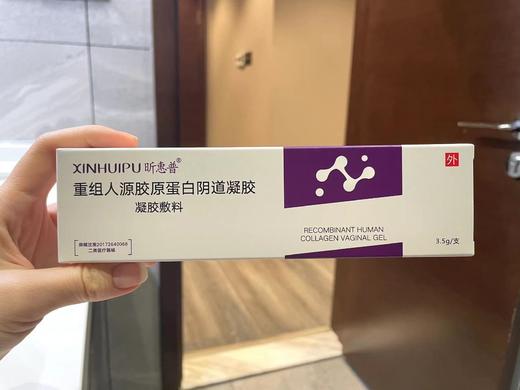 XINHUIPU 昕惠普®
重组人源胶原蛋白阴道凝胶
凝胶敷料
二类医疗器械
外
RECOMBINANT HUMAN
COLLAGEN VAGINAL GEL
3.5g/支